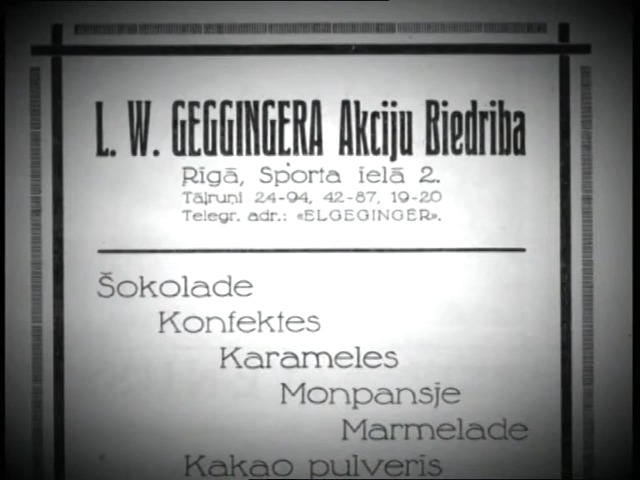 L. W. GEGGINGERA Akciju Biedriba
Rīgā, Sporta ielā 2.
Tāļruņi 24-94, 42-87, 19-20
Telegr. adr.: «ELGEGINGER».
Šokolade
Konfektes
Karameles
Monpansje
Marmelade
Kakao pulveris